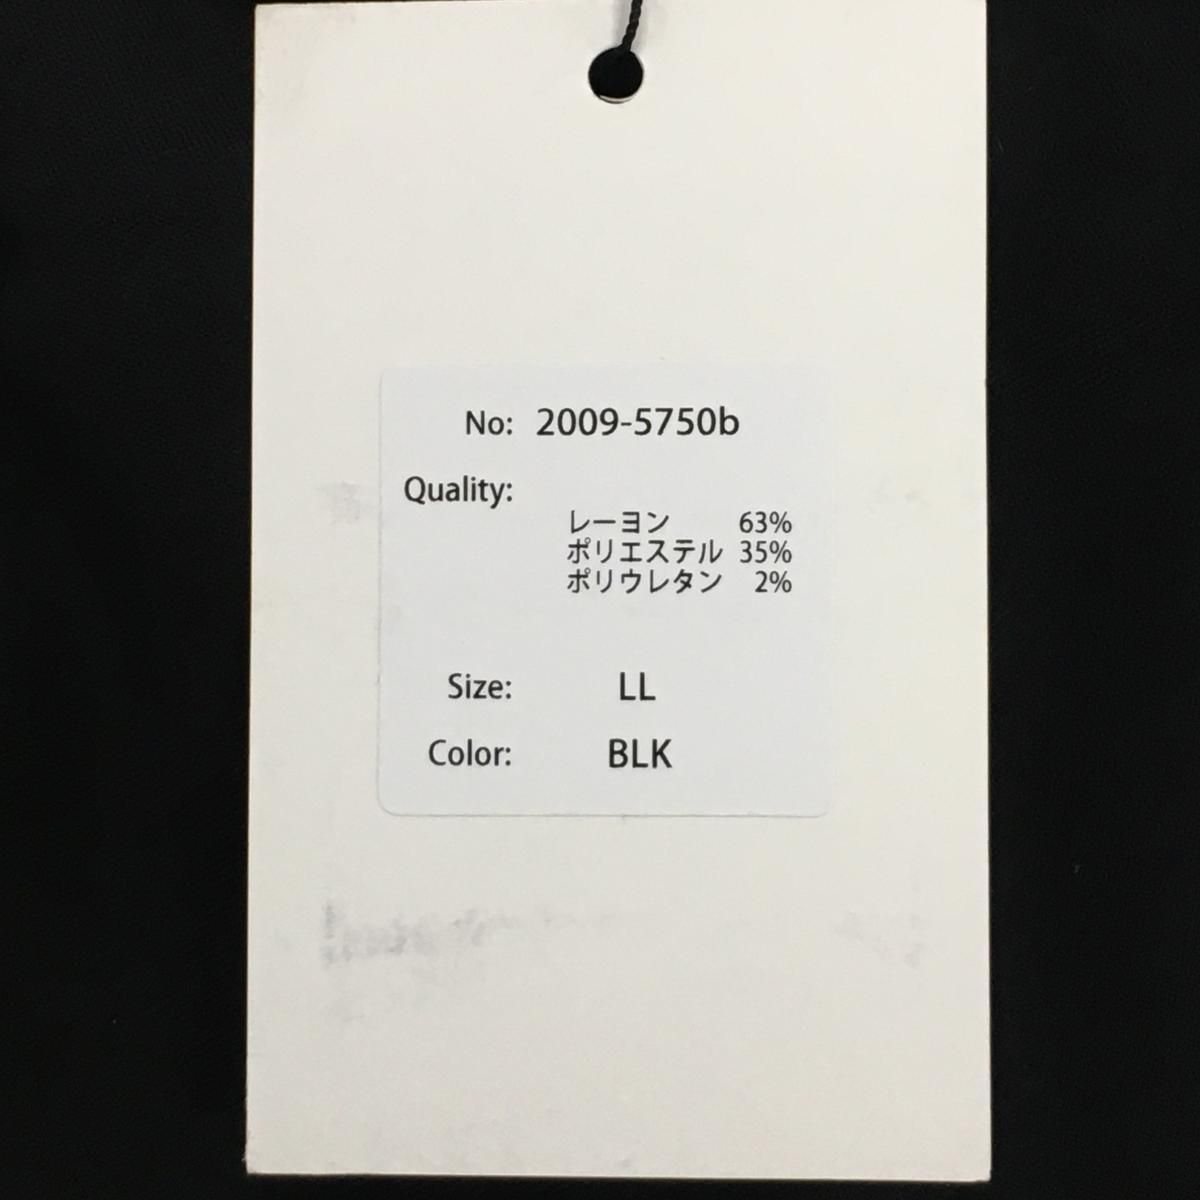 No: 2009-5750b
Quality:
レーヨン 63%
ポリエステル 35%
ポリウレタン 2%
Size: LL
Color: BLK